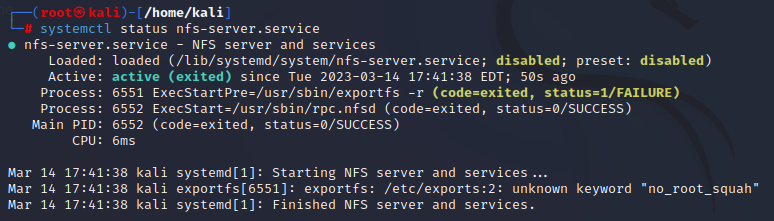 ┌──(root㉿kali)-[/home/kali]
└─# systemctl status nfs-server.service
● nfs-server.service - NFS server and services
Loaded: loaded (/lib/systemd/system/nfs-server.service; disabled; preset: disabled)
Active: active (exited) since Tue 2023-03-14 17:41:38 EDT; 50s ago
Process: 6551 ExecStartPre=/usr/sbin/exportfs -r (code=exited, status=1/FAILURE)
Process: 6552 ExecStart=/usr/sbin/rpc.nfsd (code=exited, status=0/SUCCESS)
Main PID: 6552 (code=exited, status=0/SUCCESS)
CPU: 6ms
Mar 14 17:41:38 kali systemd[1]: Starting NFS server and services...
Mar 14 17:41:38 kali exportfs[6551]: exportfs: /etc/exports:2: unknown keyword "no_root_squah"
Mar 14 17:41:38 kali systemd[1]: Finished NFS server and services.